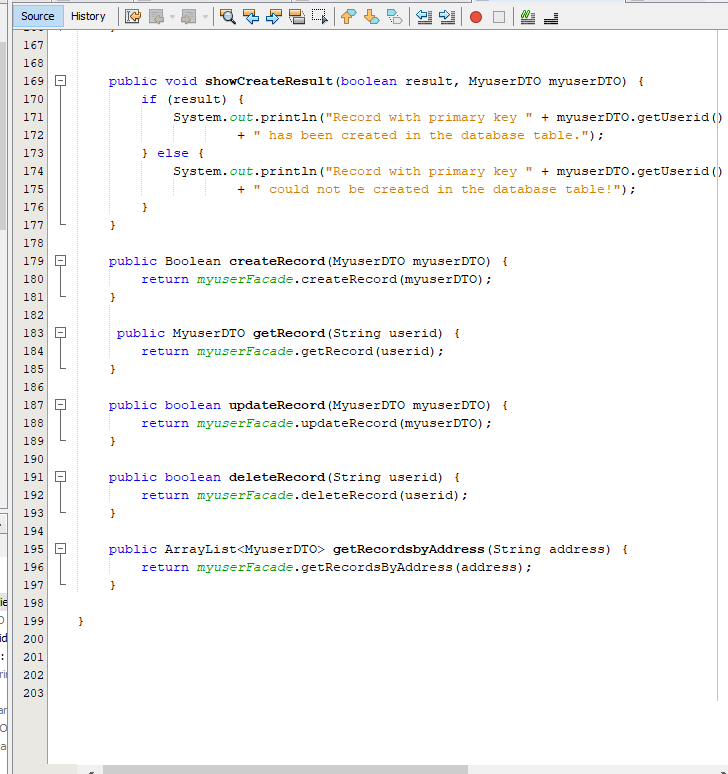 Source History
166 }
167
168
169 public void showCreateResult(boolean result, MyuserDTO myuserDTO) {
170 if (result) {
171 System.out.println("Record with primary key " + myuserDTO.getUserid()
172 + " has been created in the database table.");
173 } else {
174 System.out.println("Record with primary key " + myuserDTO.getUserid()
175 + " could not be created in the database table!");
176 }
177 }
178
179 public Boolean createRecord(MyuserDTO myuserDTO) {
180 return myuserFacade.createRecord(myuserDTO);
181 }
182
183 public MyuserDTO getRecord(String userid) {
184 return myuserFacade.getRecord(userid);
185 }
186
187 public boolean updateRecord(MyuserDTO myuserDTO) {
188 return myuserFacade.updateRecord(myuserDTO);
189 }
190
191 public boolean deleteRecord(String userid) {
192 return myuserFacade.deleteRecord(userid);
193 }
194
195 public ArrayList<MyuserDTO> getRecordsbyAddress(String address) {
196 return myuserFacade.getRecordsByAddress(address);
197 }
198
199 }
200
201
202
203